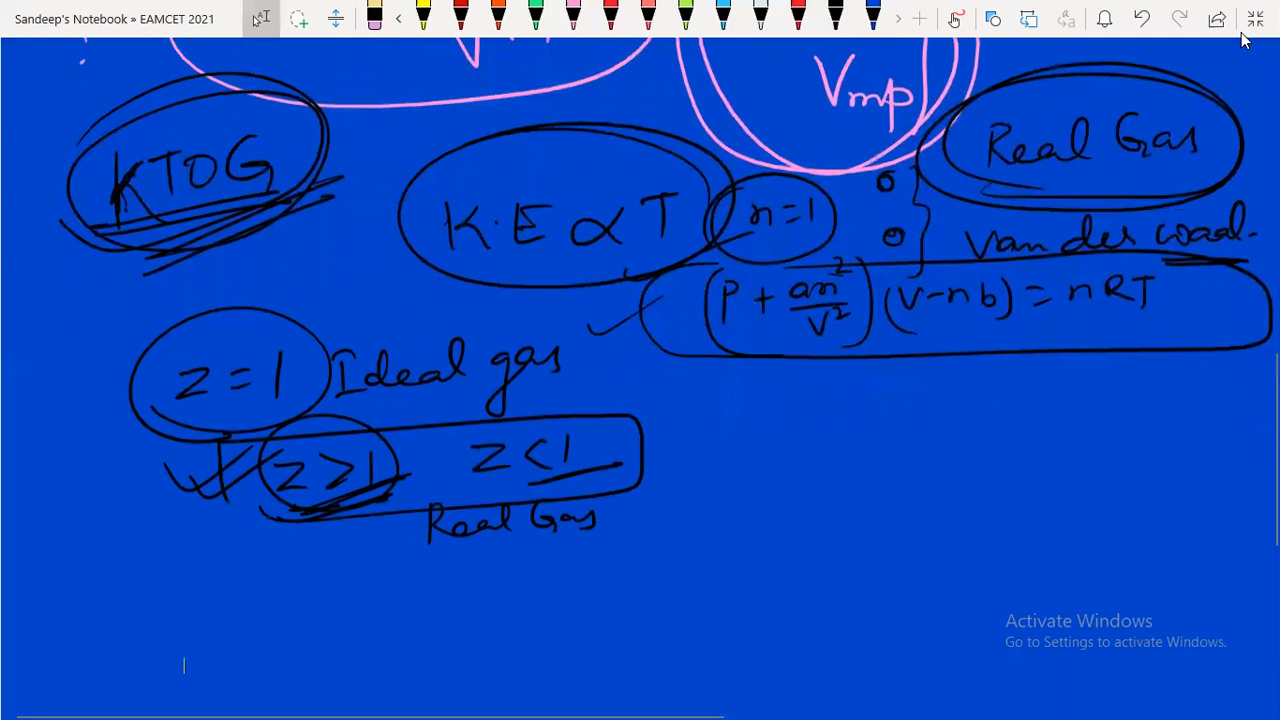 Sandeep's Notebook » EAMCET 2021
Vmp
KTOG
K.E ∝ T
n=1
Real Gas
van der waal.
(P + an²/V²) (V-nb) = nRT
z = 1 Ideal gas
z > 1 z < 1
Real Gas
Activate Windows
Go to Settings to activate Windows.